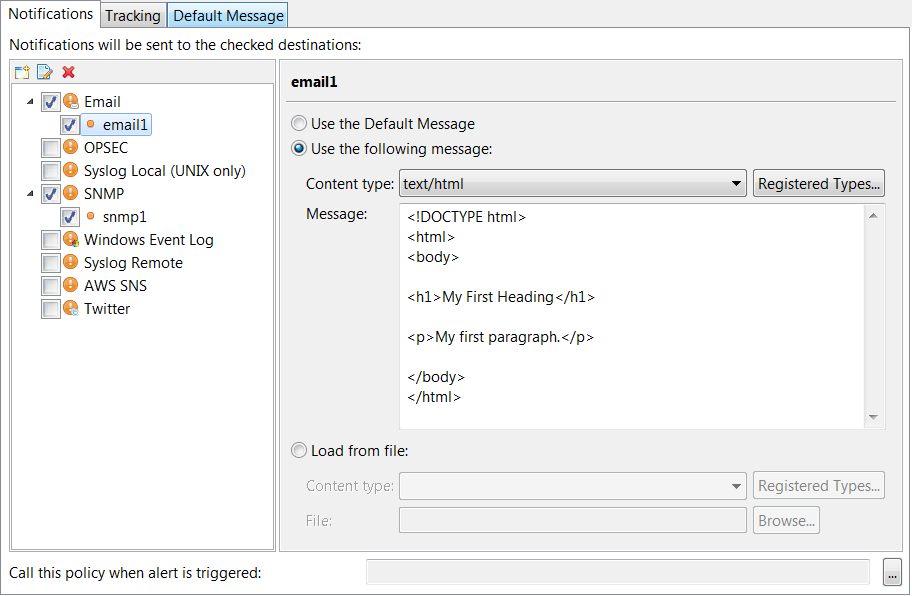 Notifications Tracking Default Message
Notifications will be sent to the checked destinations:
Email
email1
OPSEC
Syslog Local (UNIX only)
SNMP
snmp1
Windows Event Log
Syslog Remote
AWS SNS
Twitter
email1
Use the Default Message
Use the following message:
Content type: text/html Registered Types...
Message:
<!DOCTYPE html>
<html>
<body>
<h1>My First Heading</h1>
<p>My first paragraph.</p>
</body>
</html>
Load from file:
Content type: Registered Types...
File: Browse...
Call this policy when alert is triggered: ...